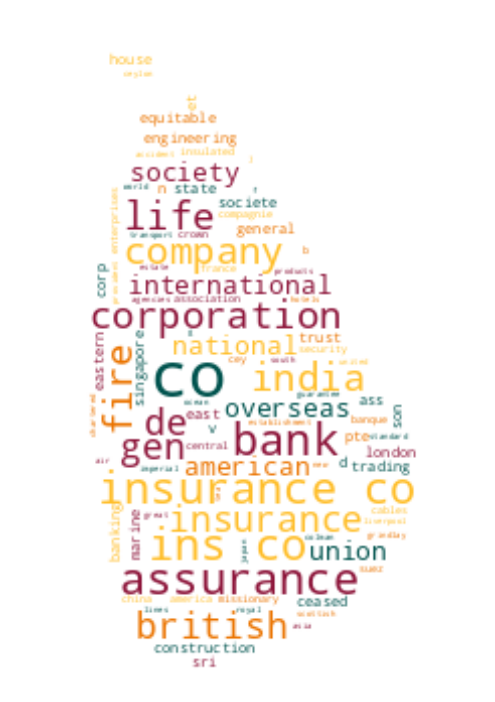 house
ceylon
et
equitable
engineering
accident insulated
society
world n state
societe
life
compagnie
general
transport crown
company
b
estate france products
corp
provident enterprises
international
agencies association hotels
corporation
national trust
eastern
security
fire
singapore
cey south united
co
india
guarantee
ocean
overseas ass
de east
establishment banque
son
v
gen
bank
pte standard
chartered
central
london
air imperial
american
new
d trading
insurance co
cables
banking
marine great
insurance
liverpool
ins co
colman
grindlay
japan
union
suez
assurance
china america missionary
ceased
lines royal
scottish
british
asia
construction
sri